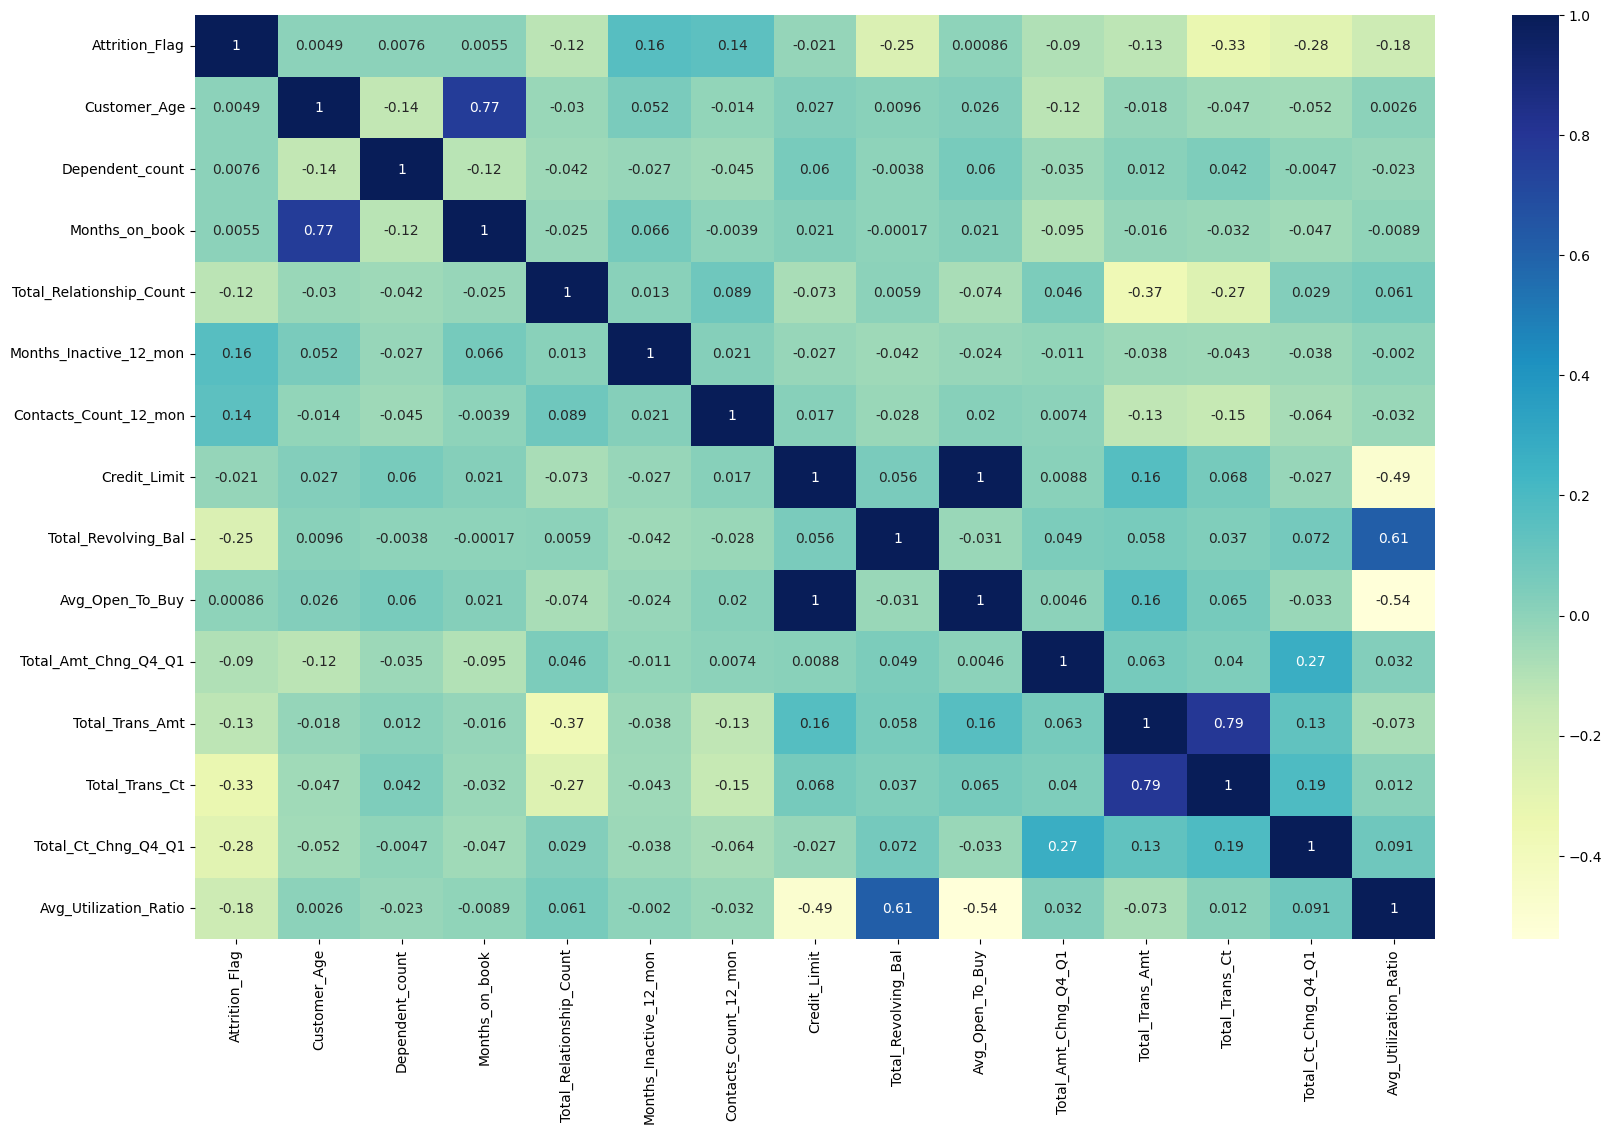 Attrition_Flag 1 0.0049 0.0076 0.0055 -0.12 0.16 0.14 -0.021 -0.25 0.00086 -0.09 -0.13 -0.33 -0.28 -0.18
Customer_Age 0.0049 1 -0.14 0.77 -0.03 0.052 -0.014 0.027 0.0096 0.026 -0.12 -0.018 -0.047 -0.052 0.0026
Dependent_count 0.0076 -0.14 1 -0.12 -0.042 -0.027 -0.045 0.06 -0.0038 0.06 -0.035 0.012 0.042 -0.0047 -0.023
Months_on_book 0.0055 0.77 -0.12 1 -0.025 0.066 -0.0039 0.021 -0.00017 0.021 -0.095 -0.016 -0.032 -0.047 -0.0089
Total_Relationship_Count -0.12 -0.03 -0.042 -0.025 1 0.013 0.089 -0.073 0.0059 -0.074 0.046 -0.37 -0.27 0.029 0.061
Months_Inactive_12_mon 0.16 0.052 -0.027 0.066 0.013 1 0.021 -0.027 -0.042 -0.024 -0.011 -0.038 -0.043 -0.038 -0.002
Contacts_Count_12_mon 0.14 -0.014 -0.045 -0.0039 0.089 0.021 1 0.017 -0.028 0.02 0.0074 -0.13 -0.15 -0.064 -0.032
Credit_Limit -0.021 0.027 0.06 0.021 -0.073 -0.027 0.017 1 0.056 1 0.0088 0.16 0.068 -0.027 -0.49
Total_Revolving_Bal -0.25 0.0096 -0.0038 -0.00017 0.0059 -0.042 -0.028 0.056 1 -0.031 0.049 0.058 0.037 0.072 0.61
Avg_Open_To_Buy 0.00086 0.026 0.06 0.021 -0.074 -0.024 0.02 1 -0.031 1 0.0046 0.16 0.065 -0.033 -0.54
Total_Amt_Chng_Q4_Q1 -0.09 -0.12 -0.035 -0.095 0.046 -0.011 0.0074 0.0088 0.049 0.0046 1 0.063 0.04 0.27 0.032
Total_Trans_Amt -0.13 -0.018 0.012 -0.016 -0.37 -0.038 -0.13 0.16 0.058 0.16 0.063 1 0.79 0.13 -0.073
Total_Trans_Ct -0.33 -0.047 0.042 -0.032 -0.27 -0.043 -0.15 0.068 0.037 0.065 0.04 0.79 1 0.19 0.012
Total_Ct_Chng_Q4_Q1 -0.28 -0.052 -0.0047 -0.047 0.029 -0.038 -0.064 -0.027 0.072 -0.033 0.27 0.13 0.19 1 0.091
Avg_Utilization_Ratio -0.18 0.0026 -0.023 -0.0089 0.061 -0.002 -0.032 -0.49 0.61 -0.54 0.032 -0.073 0.012 0.091 1
Attrition_Flag
Customer_Age
Dependent_count
Months_on_book
Total_Relationship_Count
Months_Inactive_12_mon
Contacts_Count_12_mon
Credit_Limit
Total_Revolving_Bal
Avg_Open_To_Buy
Total_Amt_Chng_Q4_Q1
Total_Trans_Amt
Total_Trans_Ct
Total_Ct_Chng_Q4_Q1
Avg_Utilization_Ratio
1.0
0.8
0.6
0.4
0.2
0.0
−0.2
−0.4